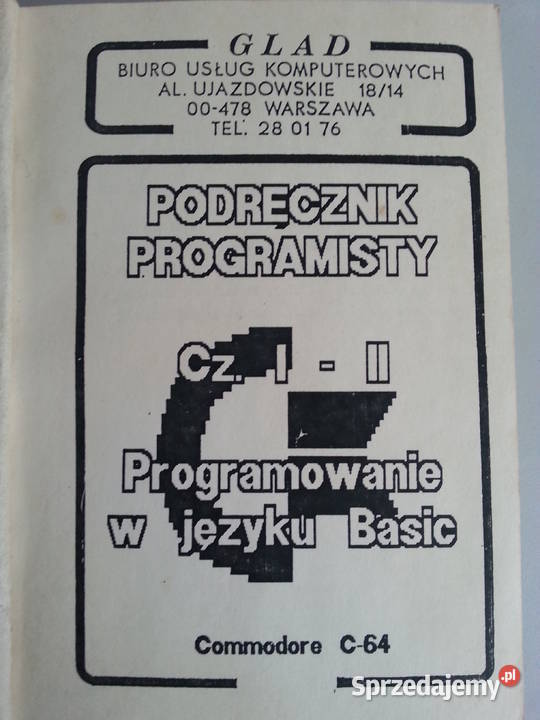 GLAD
BIURO USŁUG KOMPUTEROWYCH
AL. UJAZDOWSKIE 18/14
00-478 WARSZAWA
TEL. 28 01 76
PODRĘCZNIK
PROGRAMISTY
Cz. I - II
Programowanie
w języku Basic
Commodore C-64
Sprzedajemy.pl